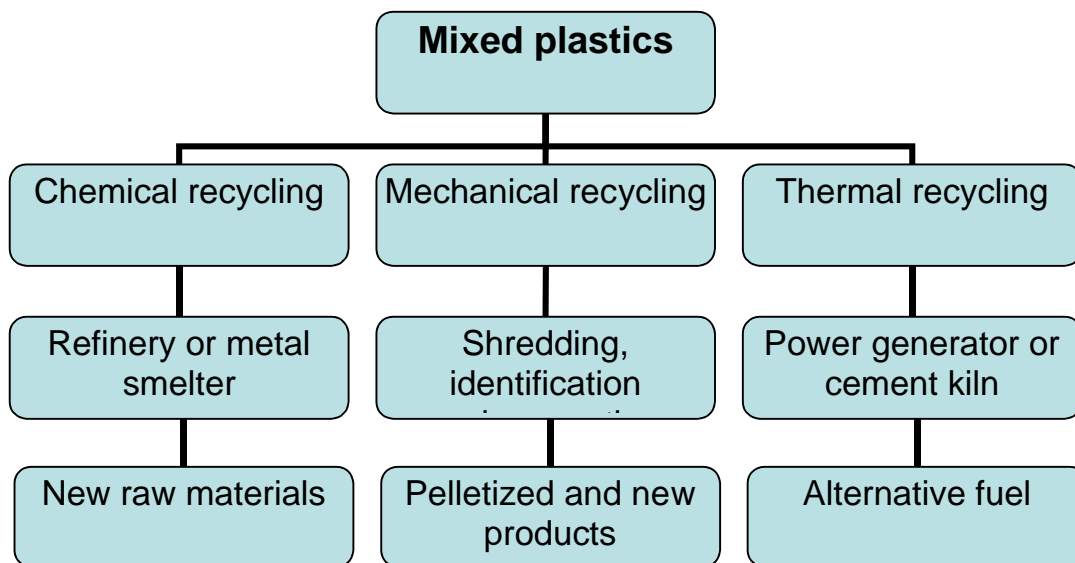 Mixed plastics
Chemical recycling
Mechanical recycling
Thermal recycling
Refinery or metal
smelter
Shredding,
identification
Power generator or
cement kiln
New raw materials
Pelletized and new
products
Alternative fuel